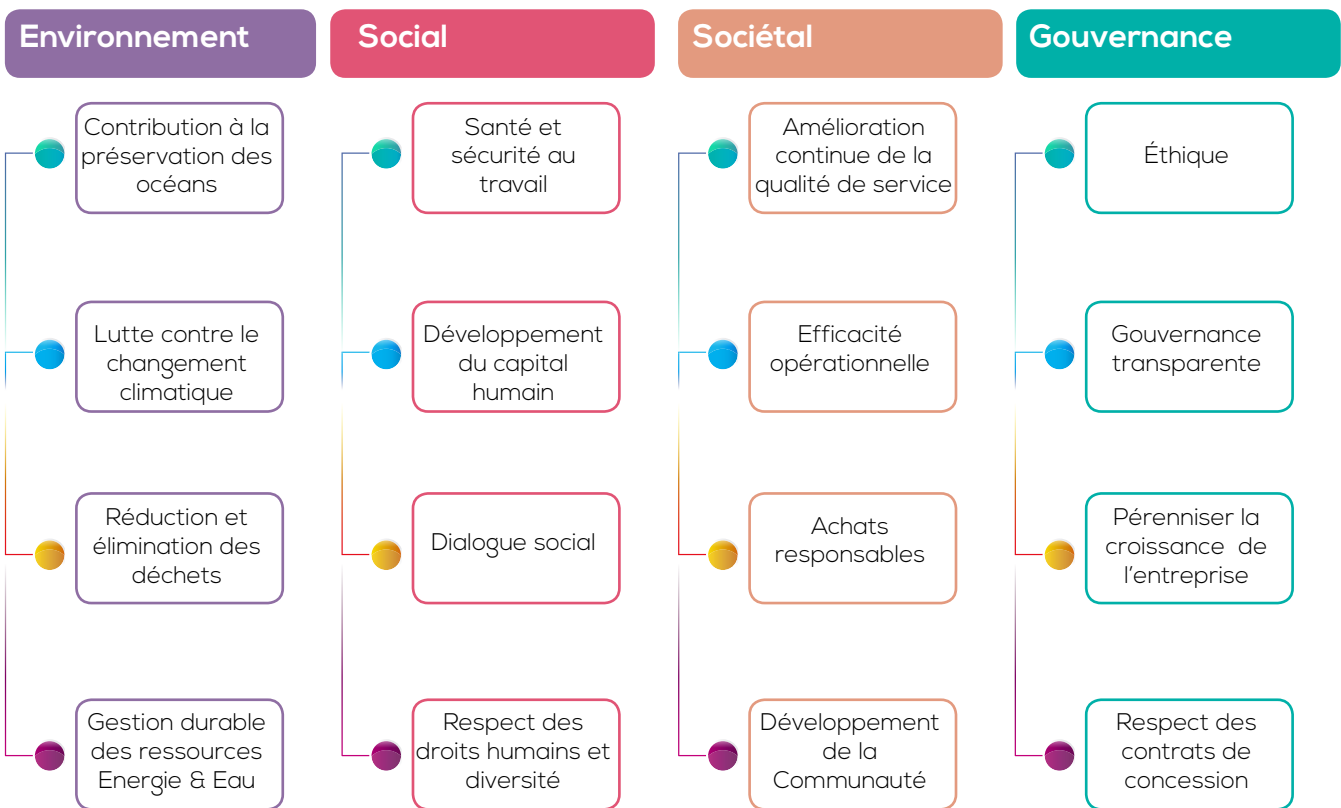 Environnement
Contribution à la
préservation des
océans
Lutte contre le
changement
climatique
Réduction et
élimination des
déchets
Gestion durable
des ressources
Energie & Eau
Social
Santé et
sécurité au
travail
Développement
du capital
humain
Dialogue social
Respect des
droits humains et
diversité
Sociétal
Amélioration
continue de la
qualité de service
Efficacité
opérationnelle
Achats
responsables
Développement
de la
Communauté
Gouvernance
Éthique
Gouvernance
transparente
Pérenniser la
croissance de
l'entreprise
Respect des
contrats de
concession